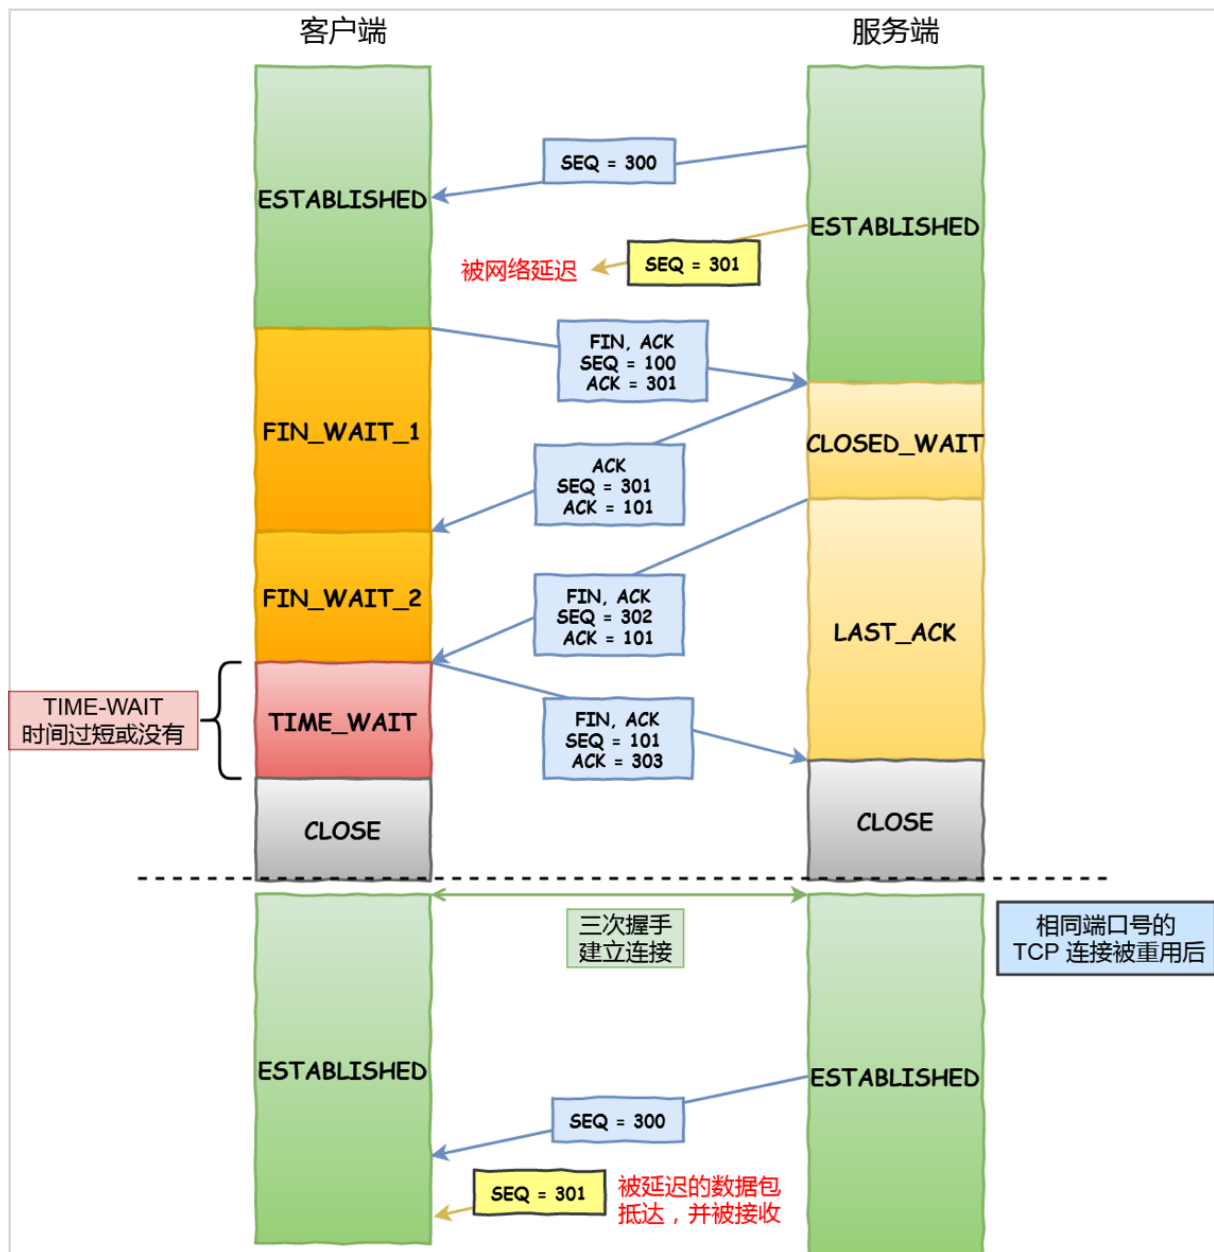 客户端
服务端
SEQ = 300
ESTABLISHED
ESTABLISHED
SEQ = 301
被网络延迟
FIN, ACK
SEQ = 100
ACK = 301
FIN_WAIT_1
CLOSED_WAIT
ACK
SEQ = 301
ACK = 101
FIN_WAIT_2
FIN, ACK
SEQ = 302
ACK = 101
LAST_ACK
TIME-WAIT
时间过短或没有
TIME_WAIT
FIN, ACK
SEQ = 101
ACK = 303
CLOSE
CLOSE
三次握手
建立连接
相同端口号的
TCP 连接被重用后
ESTABLISHED
ESTABLISHED
SEQ = 300
SEQ = 301
被延迟的数据包
抵达，并被接收